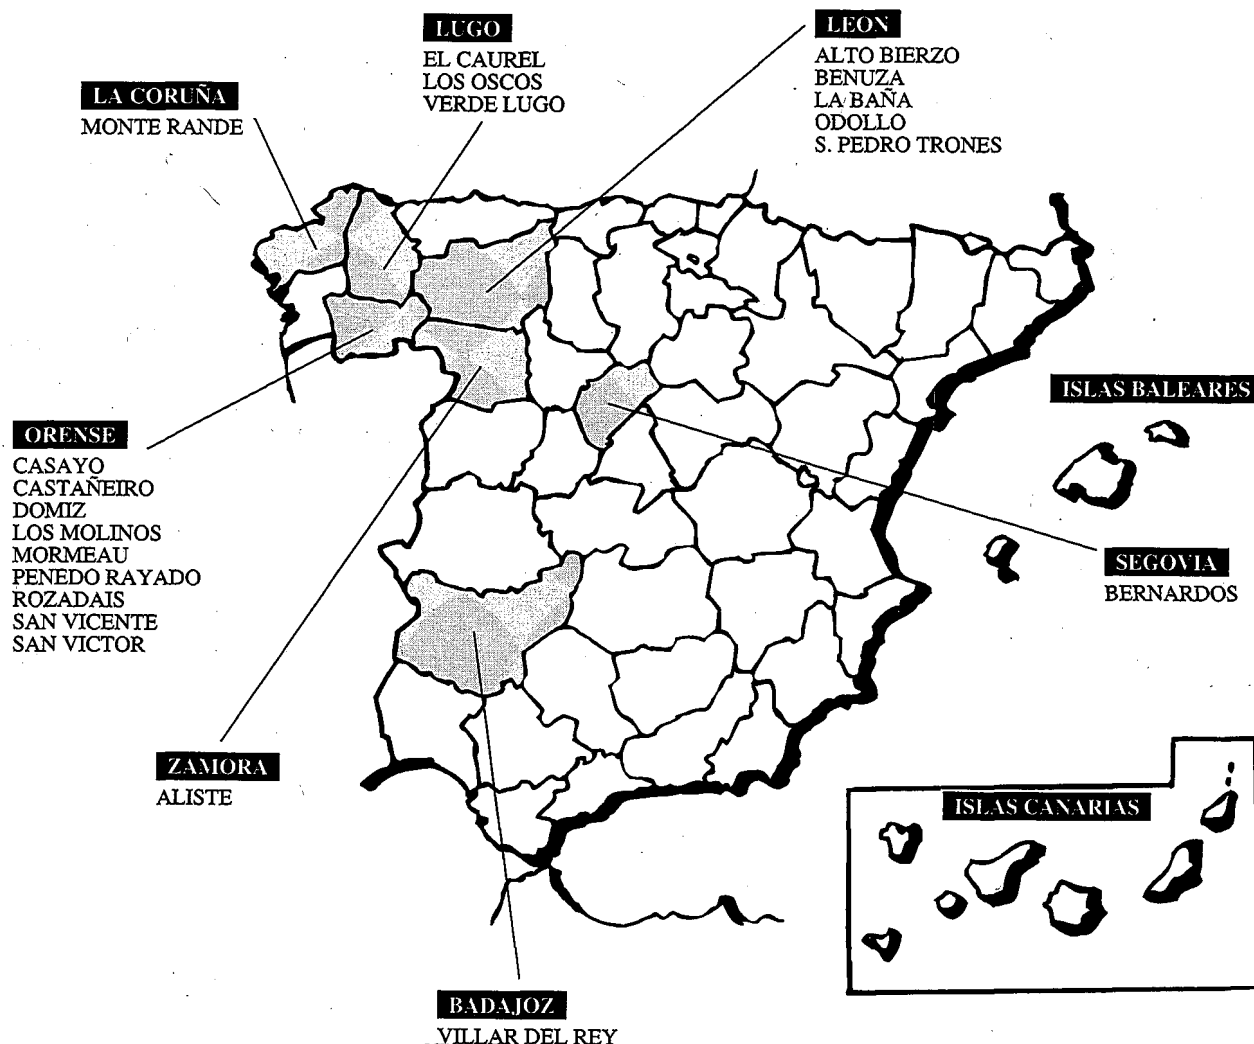 LUGO
EL CAUREL
LOS OSCOS
VERDE LUGO
LEON
ALTO BIERZO
BENUZA
LA BAÑA
ODOLLO
S. PEDRO TRONES
LA CORUÑA
MONTE RANDE
ISLAS BALEARES
ORENSE
CASAYO
CASTAÑEIRO
DOMIZ
LOS MOLINOS
MORMEAU
PENEDO RAYADO
ROZADAIS
SAN VICENTE
SAN VICTOR
SEGOVIA
BERNARDOS
ZAMORA
ALISTE
ISLAS CANARIAS
BADAJOZ
VILLAR DEL REY